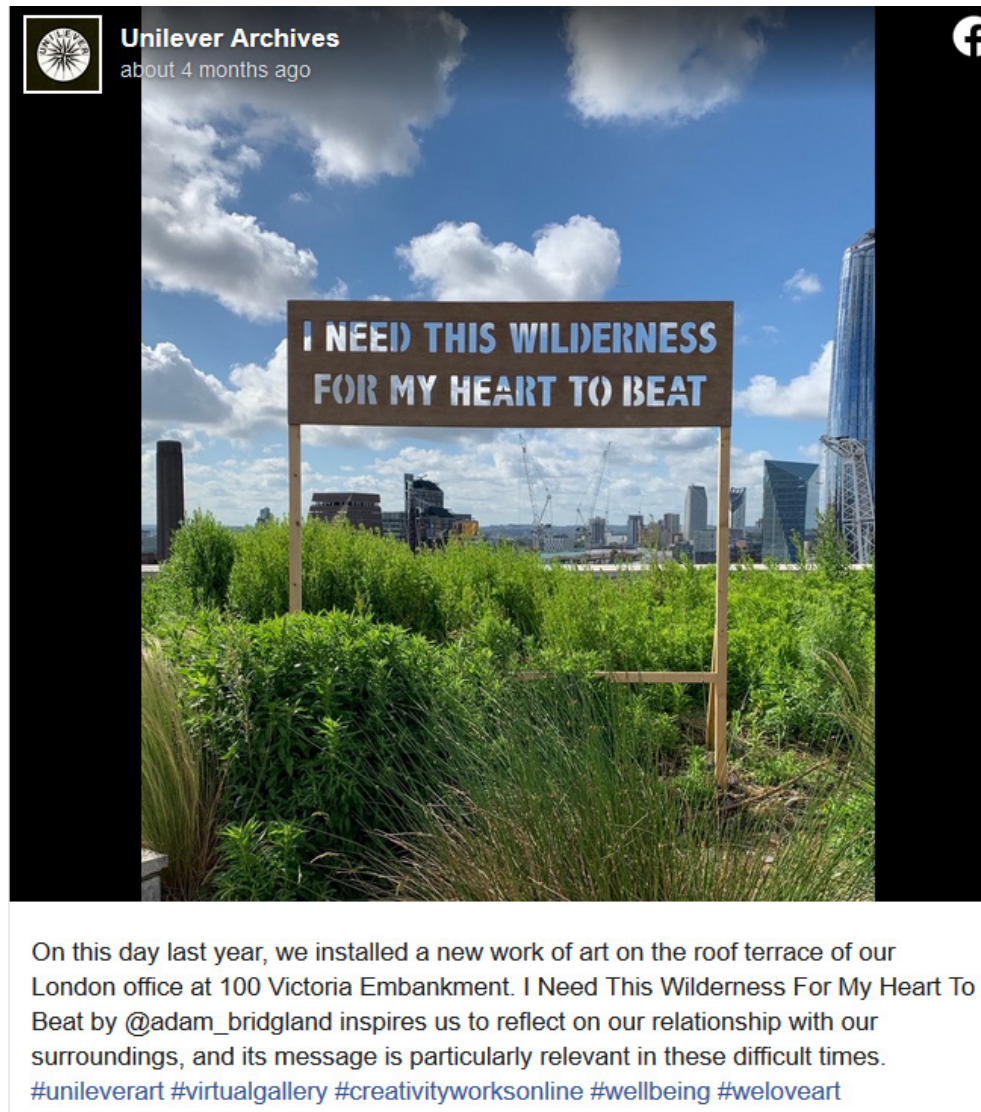 UNILEVER
Unilever Archives
about 4 months ago
I NEED THIS WILDERNESS
FOR MY HEART TO BEAT
On this day last year, we installed a new work of art on the roof terrace of our
London office at 100 Victoria Embankment. I Need This Wilderness For My Heart To
Beat by @adam_bridgland inspires us to reflect on our relationship with our
surroundings, and its message is particularly relevant in these difficult times.
#unileverart #virtualgallery #creativityworksonline #wellbeing #weloveart